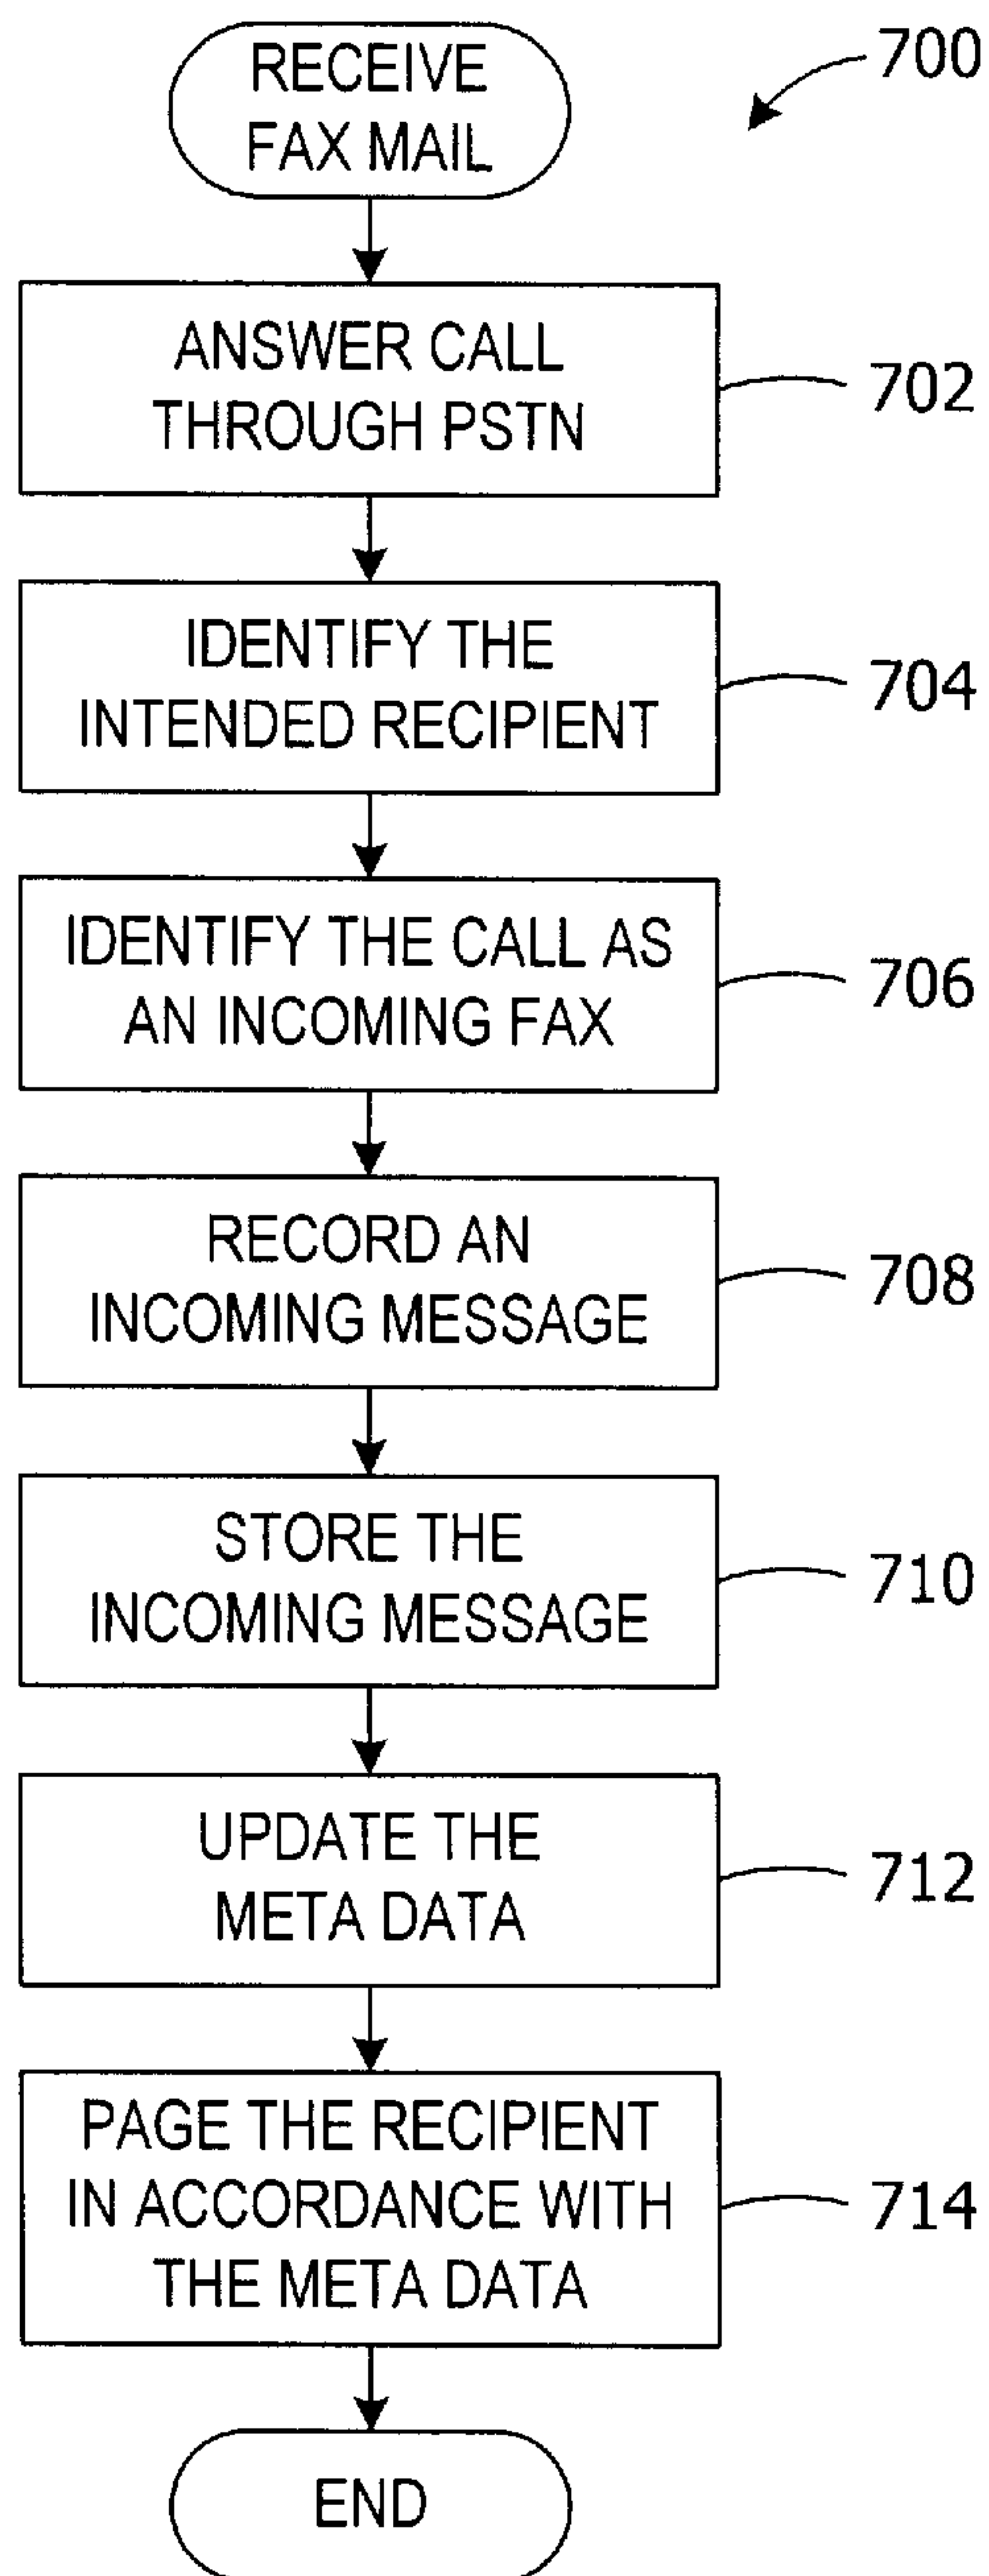 RECEIVE
FAX MAIL
700
ANSWER CALL
THROUGH PSTN
702
IDENTIFY THE
INTENDED RECIPIENT
704
IDENTIFY THE CALL AS
AN INCOMING FAX
706
RECORD AN
INCOMING MESSAGE
708
STORE THE
INCOMING MESSAGE
710
UPDATE THE
META DATA
712
PAGE THE RECIPIENT
IN ACCORDANCE WITH
THE META DATA
714
END